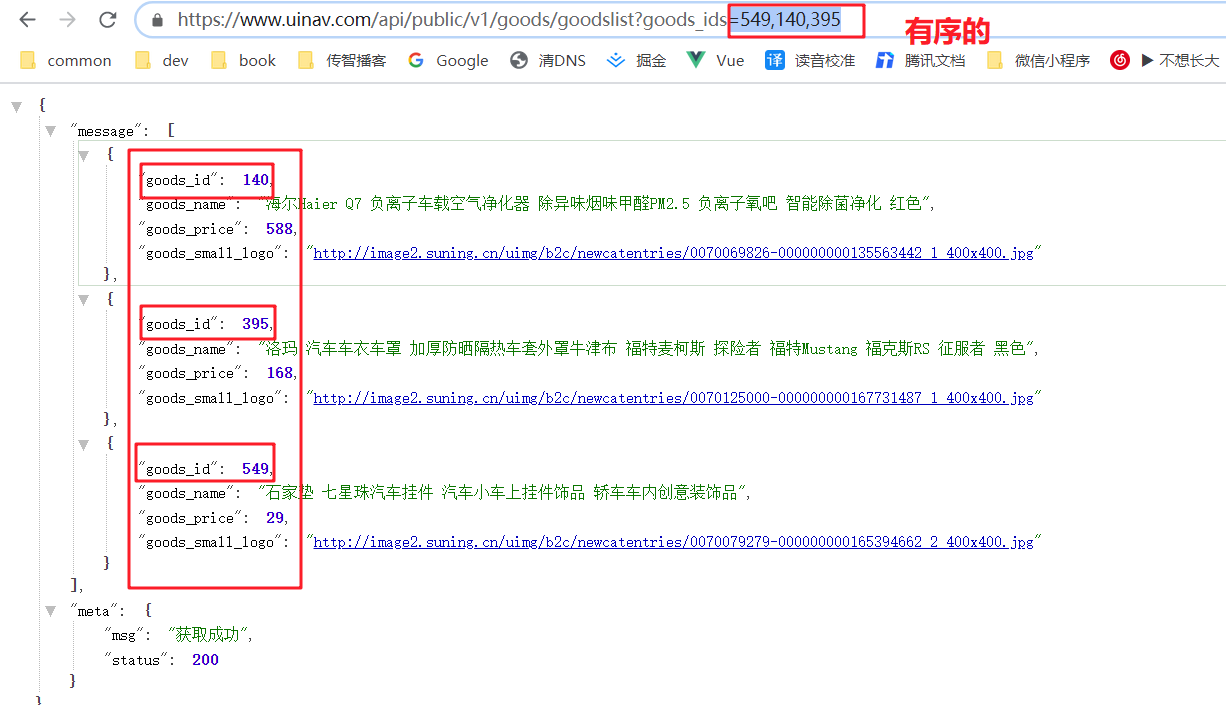 https://www.uinav.com/api/public/v1/goods/goodslist?goods_ids=549,140,395
有序的
common dev book 传智播客 Google 清DNS 掘金 Vue 译 读音校准 腾讯文档 微信小程序 ▶ 不想长大
{
"message": [
{
"goods_id": 140,
"goods_name": "海尔Haier Q7 负离子车载空气净化器 除异味烟味甲醛PM2.5 负离子氧吧 智能除菌净化 红色",
"goods_price": 588,
"goods_small_logo": "http://image2.suning.cn/uimg/b2c/newcatentries/0070069826-000000000135563442_1_400x400.jpg"
},
{
"goods_id": 395,
"goods_name": "洛玛 汽车车衣车罩 加厚防晒隔热车套外罩牛津布 福特麦柯斯 探险者 福特Mustang 福克斯RS 征服者 黑色",
"goods_price": 168,
"goods_small_logo": "http://image2.suning.cn/uimg/b2c/newcatentries/0070125000-000000000167731487_1_400x400.jpg"
},
{
"goods_id": 549,
"goods_name": "石家垫 七星珠汽车挂件 汽车小车上挂件饰品 轿车车内创意装饰品",
"goods_price": 29,
"goods_small_logo": "http://image2.suning.cn/uimg/b2c/newcatentries/0070079279-000000000165394662_2_400x400.jpg"
}
],
"meta": {
"msg": "获取成功",
"status": 200
}
}